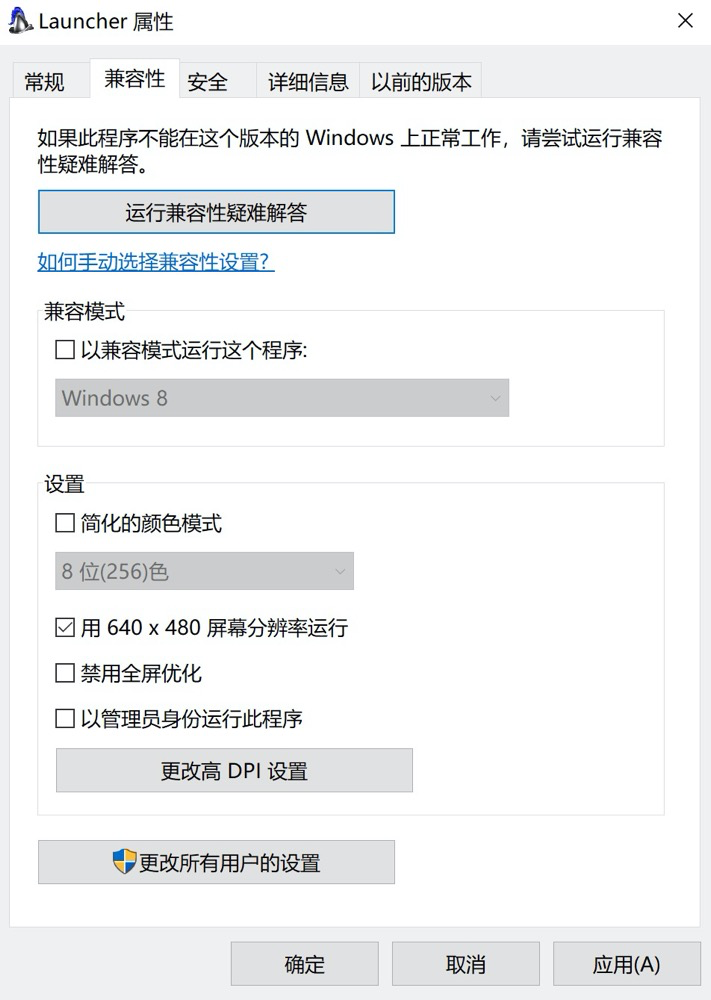 Launcher 属性
常规
兼容性
安全
详细信息
以前的版本
如果此程序不能在这个版本的 Windows 上正常工作，请尝试运行兼容
性疑难解答。
运行兼容性疑难解答
如何手动选择兼容性设置？
兼容模式
以兼容模式运行这个程序:
Windows 8
设置
简化的颜色模式
8 位(256)色
用 640 x 480 屏幕分辨率运行
禁用全屏优化
以管理员身份运行此程序
更改高 DPI 设置
更改所有用户的设置
确定
取消
应用(A)